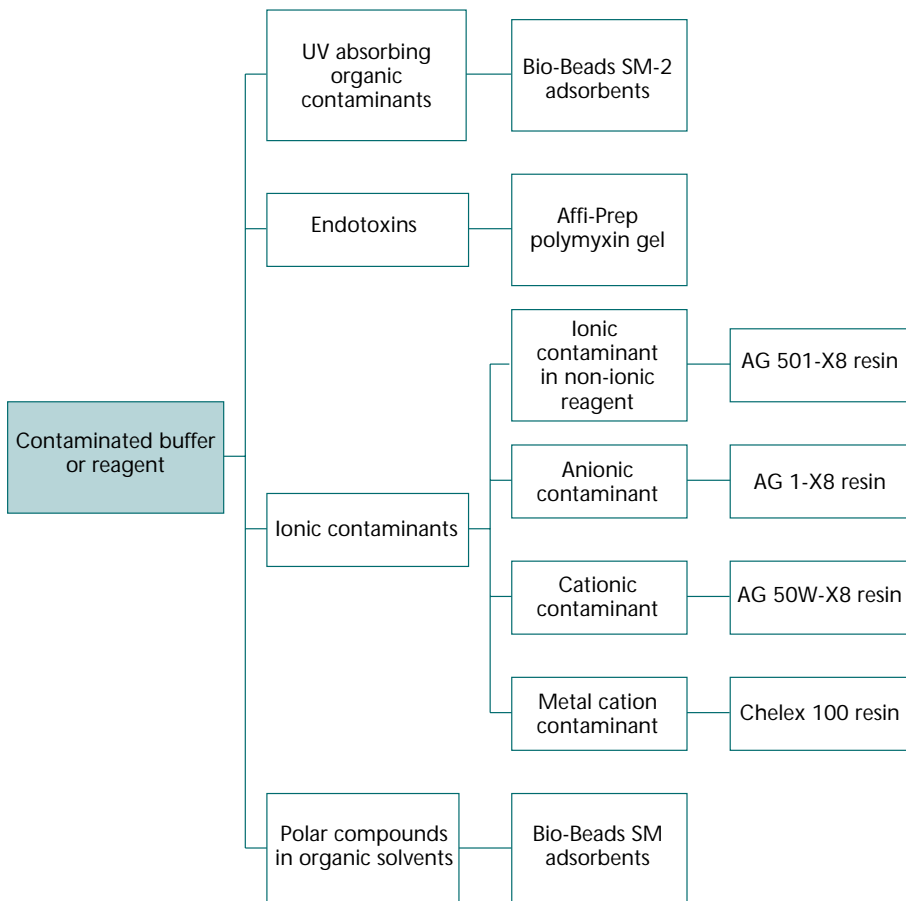 UV absorbing
organic
contaminants
Bio-Beads SM-2
adsorbents
Endotoxins
Affi-Prep
polymyxin gel
Contaminated buffer
or reagent
Ionic contaminants
Ionic
contaminant
in non-ionic
reagent
AG 501-X8 resin
Anionic
contaminant
AG 1-X8 resin
Cationic
contaminant
AG 50W-X8 resin
Metal cation
contaminant
Chelex 100 resin
Polar compounds
in organic solvents
Bio-Beads SM
adsorbents